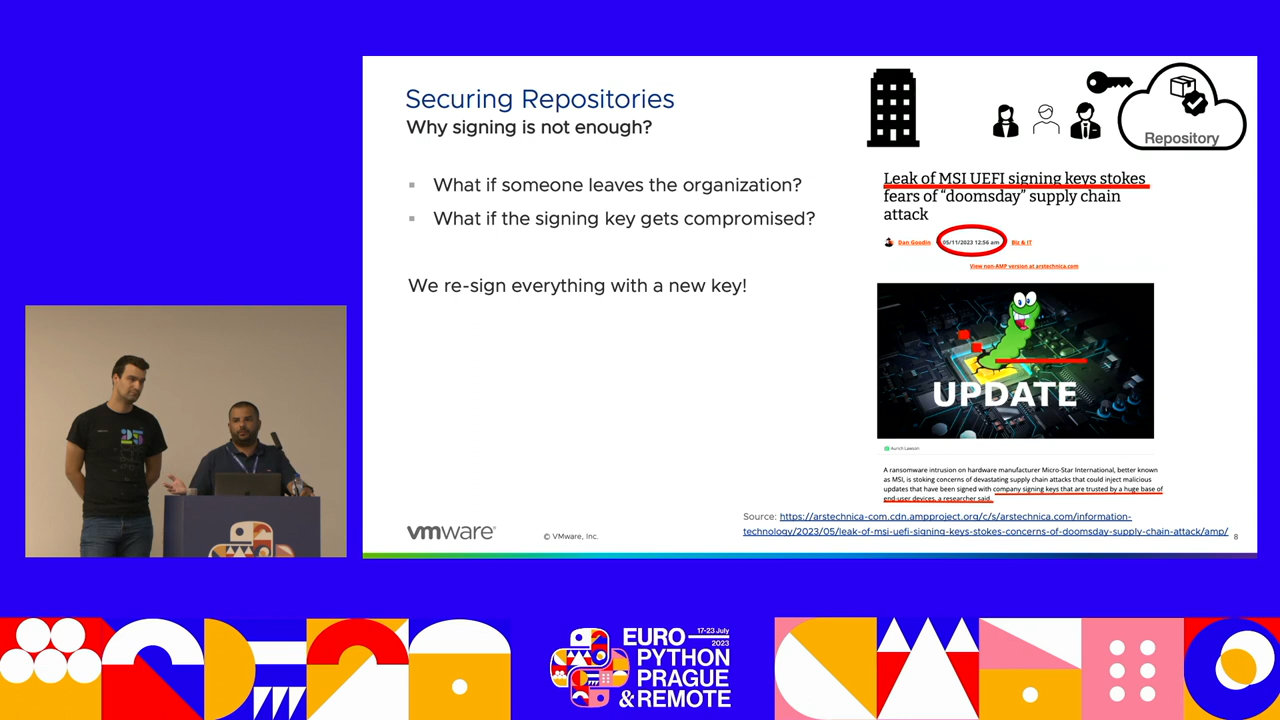 Securing Repositories
Why signing is not enough?
What if someone leaves the organization?
What if the signing key gets compromised?
We re-sign everything with a new key!
Repository
Leak of MSI UEFI signing keys stokes
fears of “doomsday” supply chain
attack
Dan Goodin 05/11/2023 12:56 am Biz & IT
View non-AMP version at arstechnica.com
UPDATE
Aurich Lawson
A ransomware intrusion on hardware manufacturer Micro-Star International, better known
as MSI, is stoking concerns of devastating supply chain attacks that could inject malicious
updates that have been signed with company signing keys that are trusted by a huge base of
end-user devices, a researcher said.
Source: https://arstechnica-com.cdn.ampproject.org/c/s/arstechnica.com/information-
technology/2023/05/leak-of-msi-uefi-signing-keys-stokes-concerns-of-doomsday-supply-chain-attack/amp/
vmware®
© VMware, Inc.
8
25
EURO
17-23 July
2023
PYTHON
PRAGUE
& REMOTE